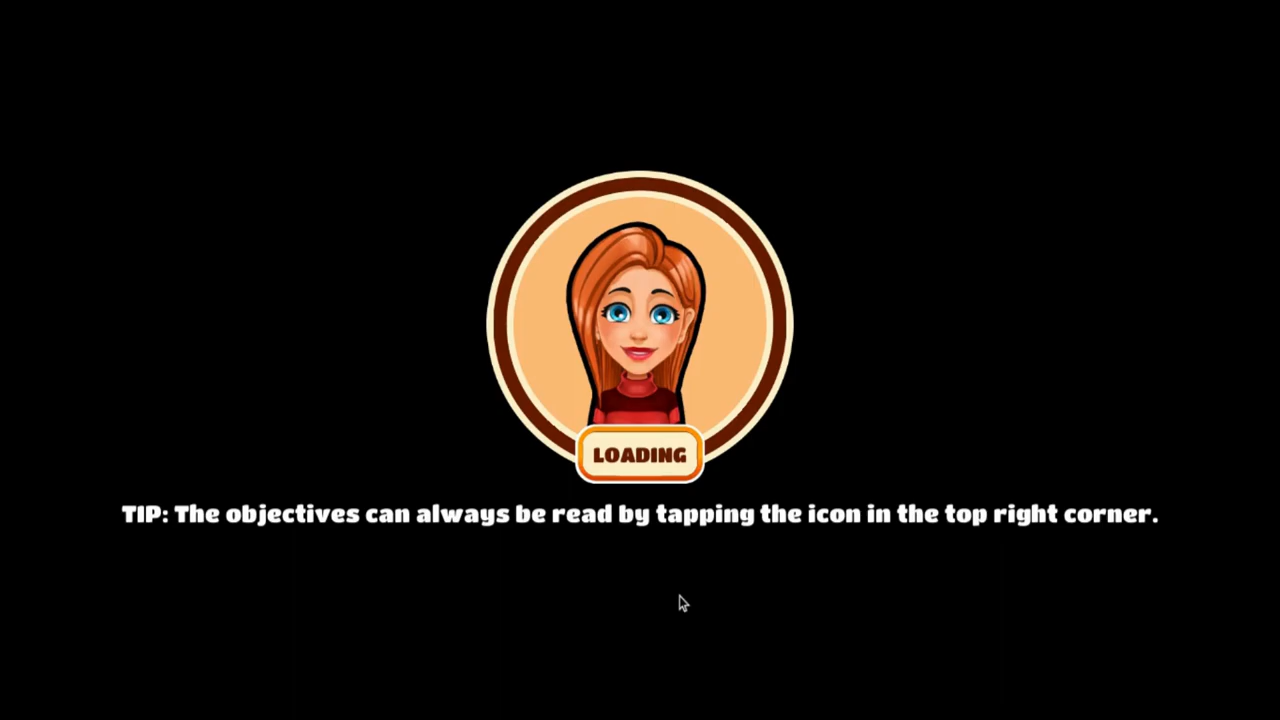 LOADING
TIP: The objectives can always be read by tapping the icon in the top right corner.